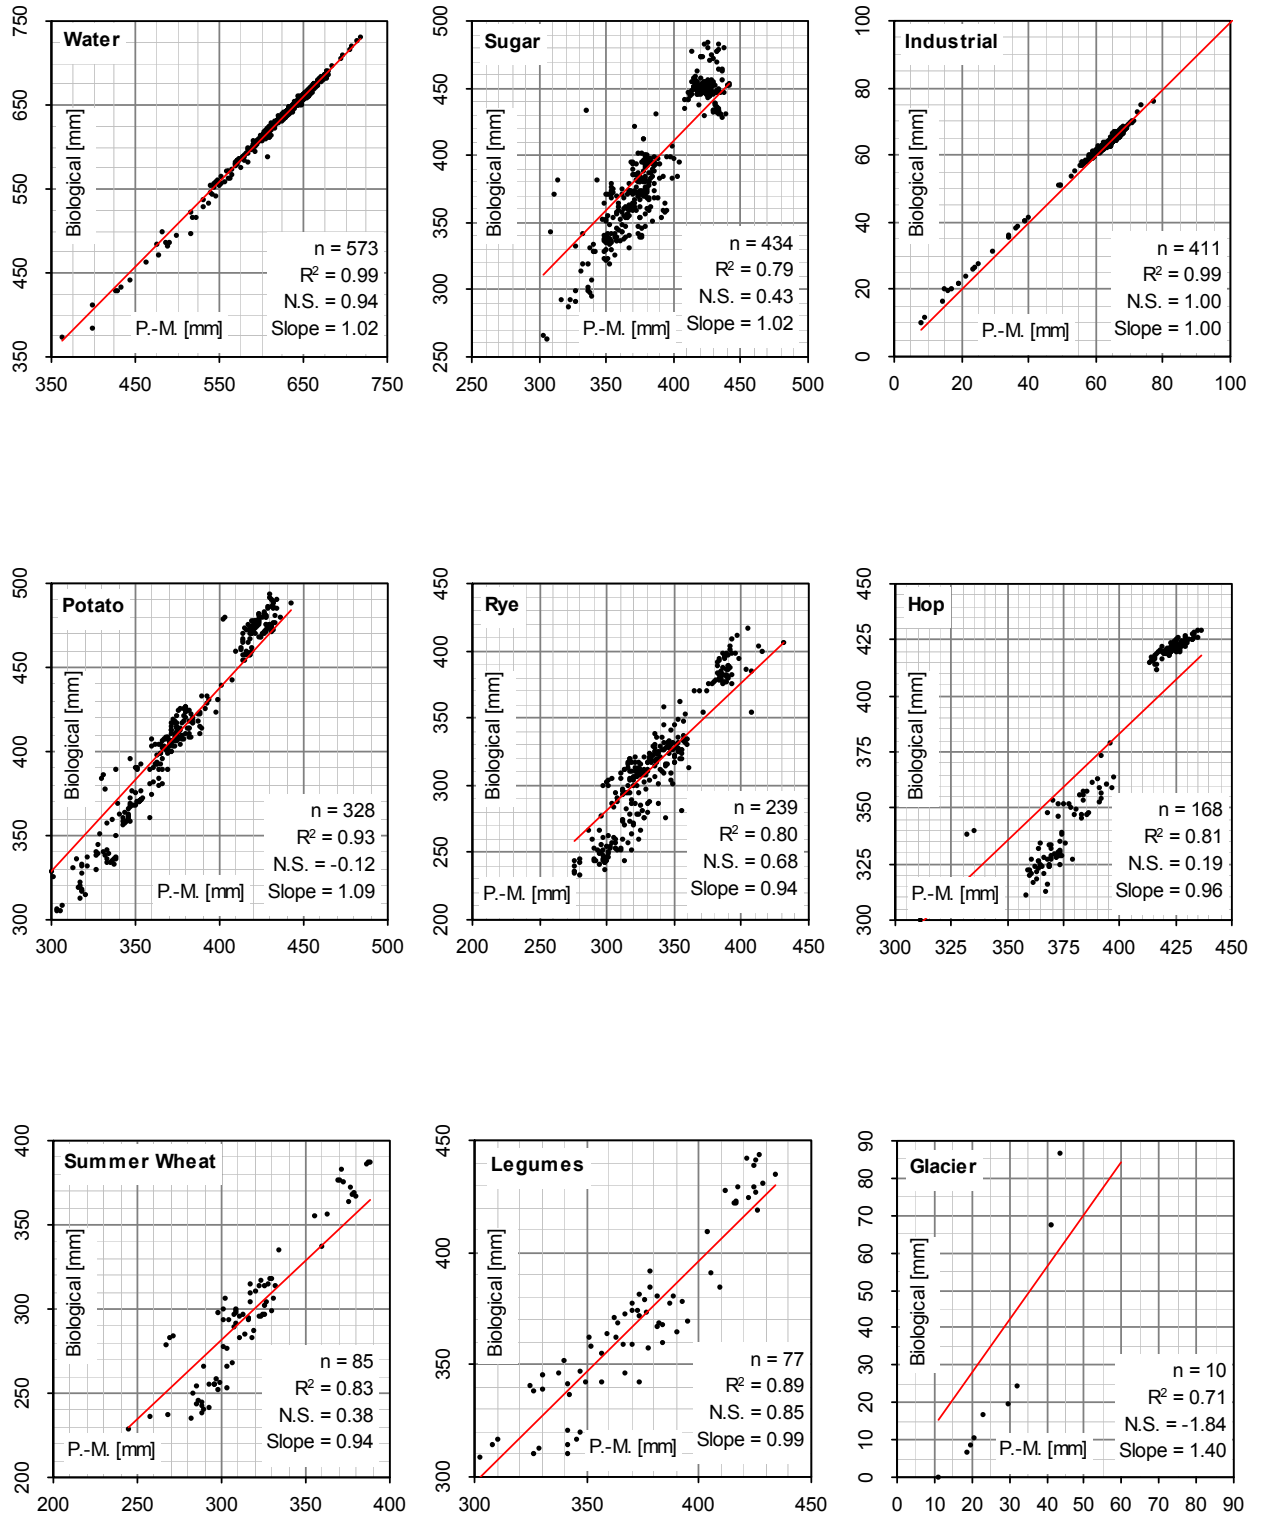 Water
Biological [mm]
750
650
550
450
350
n = 573
R² = 0.99
N.S. = 0.94
P.-M. [mm]
Slope = 1.02
350 450 550 650 750
Sugar
Biological [mm]
500
450
400
350
300
250
n = 434
R² = 0.79
N.S. = 0.43
P.-M. [mm]
Slope = 1.02
250 300 350 400 450 500
Industrial
Biological [mm]
100
80
60
40
20
0
n = 411
R² = 0.99
N.S. = 1.00
P.-M. [mm]
Slope = 1.00
0 20 40 60 80 100
Potato
Biological [mm]
500
450
400
350
300
n = 328
R² = 0.93
N.S. = -0.12
P.-M. [mm]
Slope = 1.09
300 350 400 450 500
Rye
Biological [mm]
450
400
350
300
250
200
n = 239
R² = 0.80
N.S. = 0.68
P.-M. [mm]
Slope = 0.94
200 250 300 350 400 450
Hop
Biological [mm]
450
425
400
375
350
325
300
n = 168
R² = 0.81
N.S. = 0.19
P.-M. [mm]
Slope = 0.96
300 325 350 375 400 425 450
Summer Wheat
Biological [mm]
400
350
300
250
200
n = 85
R² = 0.83
N.S. = 0.38
P.-M. [mm]
Slope = 0.94
200 250 300 350 400
Legumes
Biological [mm]
450
400
350
300
n = 77
R² = 0.89
N.S. = 0.85
P.-M. [mm]
Slope = 0.99
300 350 400 450
Glacier
Biological [mm]
90
80
70
60
50
40
30
20
10
0
n = 10
R² = 0.71
N.S. = -1.84
P.-M. [mm]
Slope = 1.40
0 10 20 30 40 50 60 70 80 90